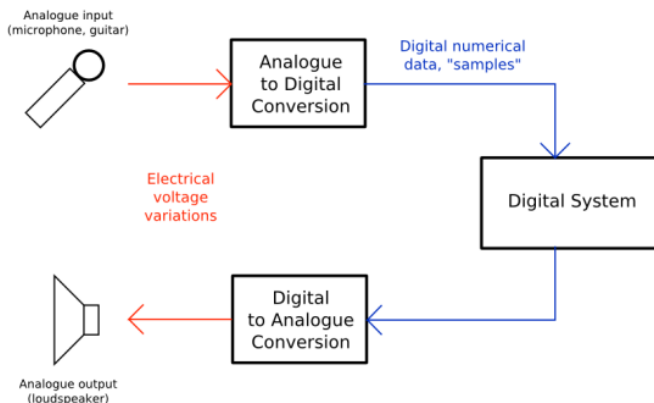 Analogue input
(microphone, guitar)
Analogue
to Digital
Conversion
Digital numerical
data, "samples"
Electrical
voltage
variations
Digital System
Digital
to Analogue
Conversion
Analogue output
(loudspeaker)